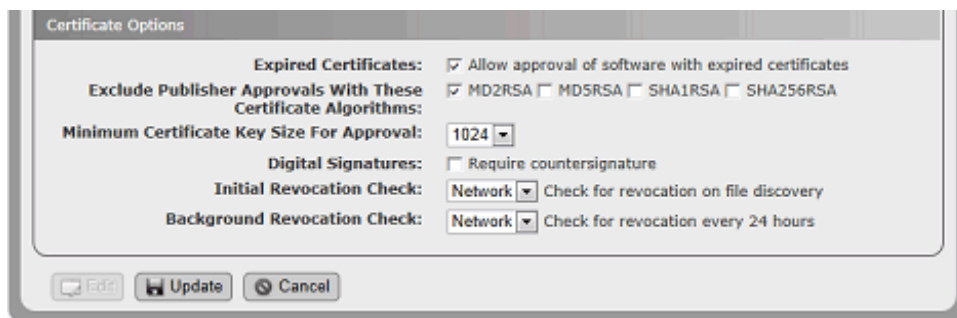 Certificate Options
Expired Certificates: Allow approval of software with expired certificates
Exclude Publisher Approvals With These Certificate Algorithms: MD2RSA MD5RSA SHA1RSA SHA256RSA
Minimum Certificate Key Size For Approval: 1024
Digital Signatures: Require countersignature
Initial Revocation Check: Network Check for revocation on file discovery
Background Revocation Check: Network Check for revocation every 24 hours
Edit Update Cancel